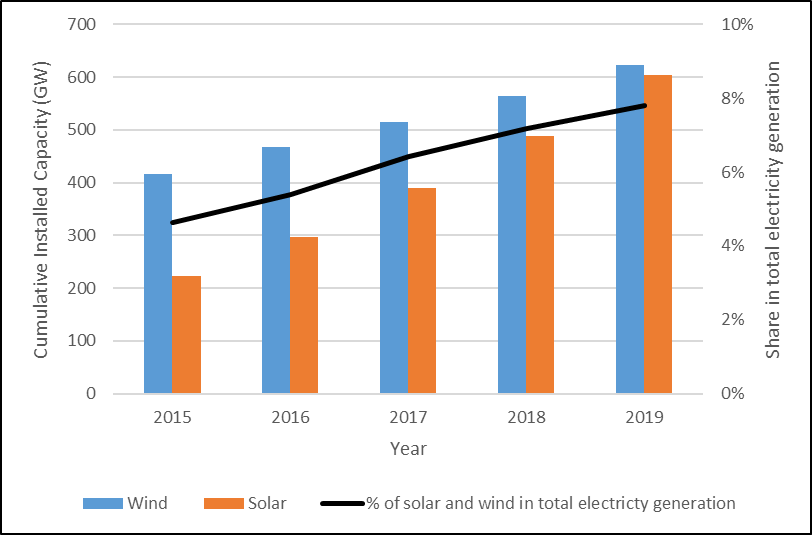 700
600
500
400
300
200
100
0
Cumulative Installed Capacity (GW)
10%
8%
6%
4%
2%
0%
Share in total electricity generation
2015 2016 2017 2018 2019
Year
Wind Solar % of solar and wind in total electricty generation